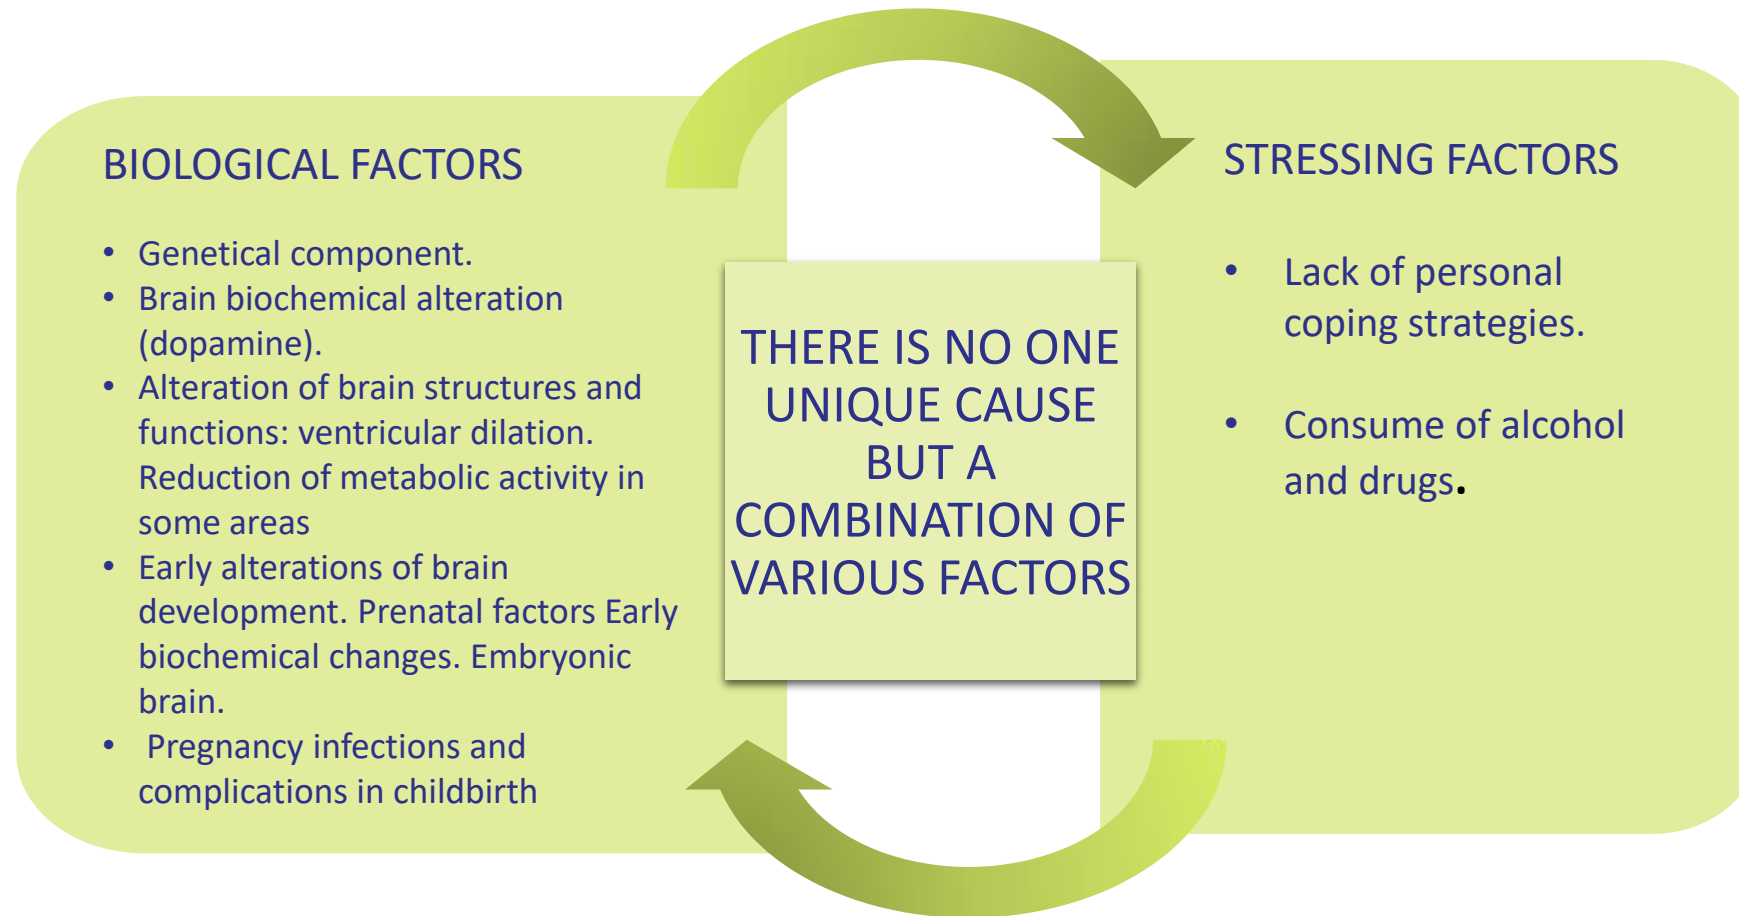 BIOLOGICAL FACTORS
• Genetical component.
• Brain biochemical alteration
(dopamine).
• Alteration of brain structures and
functions: ventricular dilation.
Reduction of metabolic activity in
some areas
• Early alterations of brain
development. Prenatal factors Early
biochemical changes. Embryonic
brain.
• Pregnancy infections and
complications in childbirth
THERE IS NO ONE
UNIQUE CAUSE
BUT A
COMBINATION OF
VARIOUS FACTORS
STRESSING FACTORS
• Lack of personal
coping strategies.
• Consume of alcohol
and drugs.